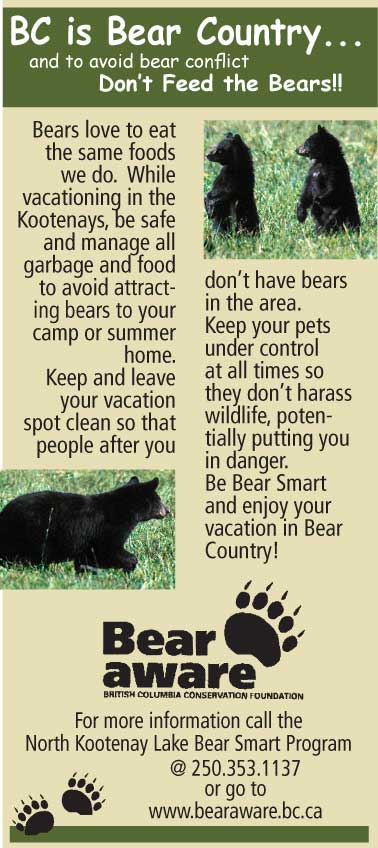 BC is Bear Country...
and to avoid bear conflict
Don't Feed the Bears!!
Bears love to eat
the same foods
we do. While
vacationing in the
Kootenays, be safe
and manage all
garbage and food
to avoid attract-
ing bears to your
camp or summer
home.
Keep and leave
your vacation
spot clean so that
people after you
don't have bears
in the area.
Keep your pets
under control
at all times so
they don't harass
wildlife, poten-
tially putting you
in danger.
Be Bear Smart
and enjoy your
vacation in Bear
Country!
Bear
aware
BRITISH COLUMBIA CONSERVATION FOUNDATION
For more information call the
North Kootenay Lake Bear Smart Program
@ 250.353.1137
or go to
www.bearaware.bc.ca